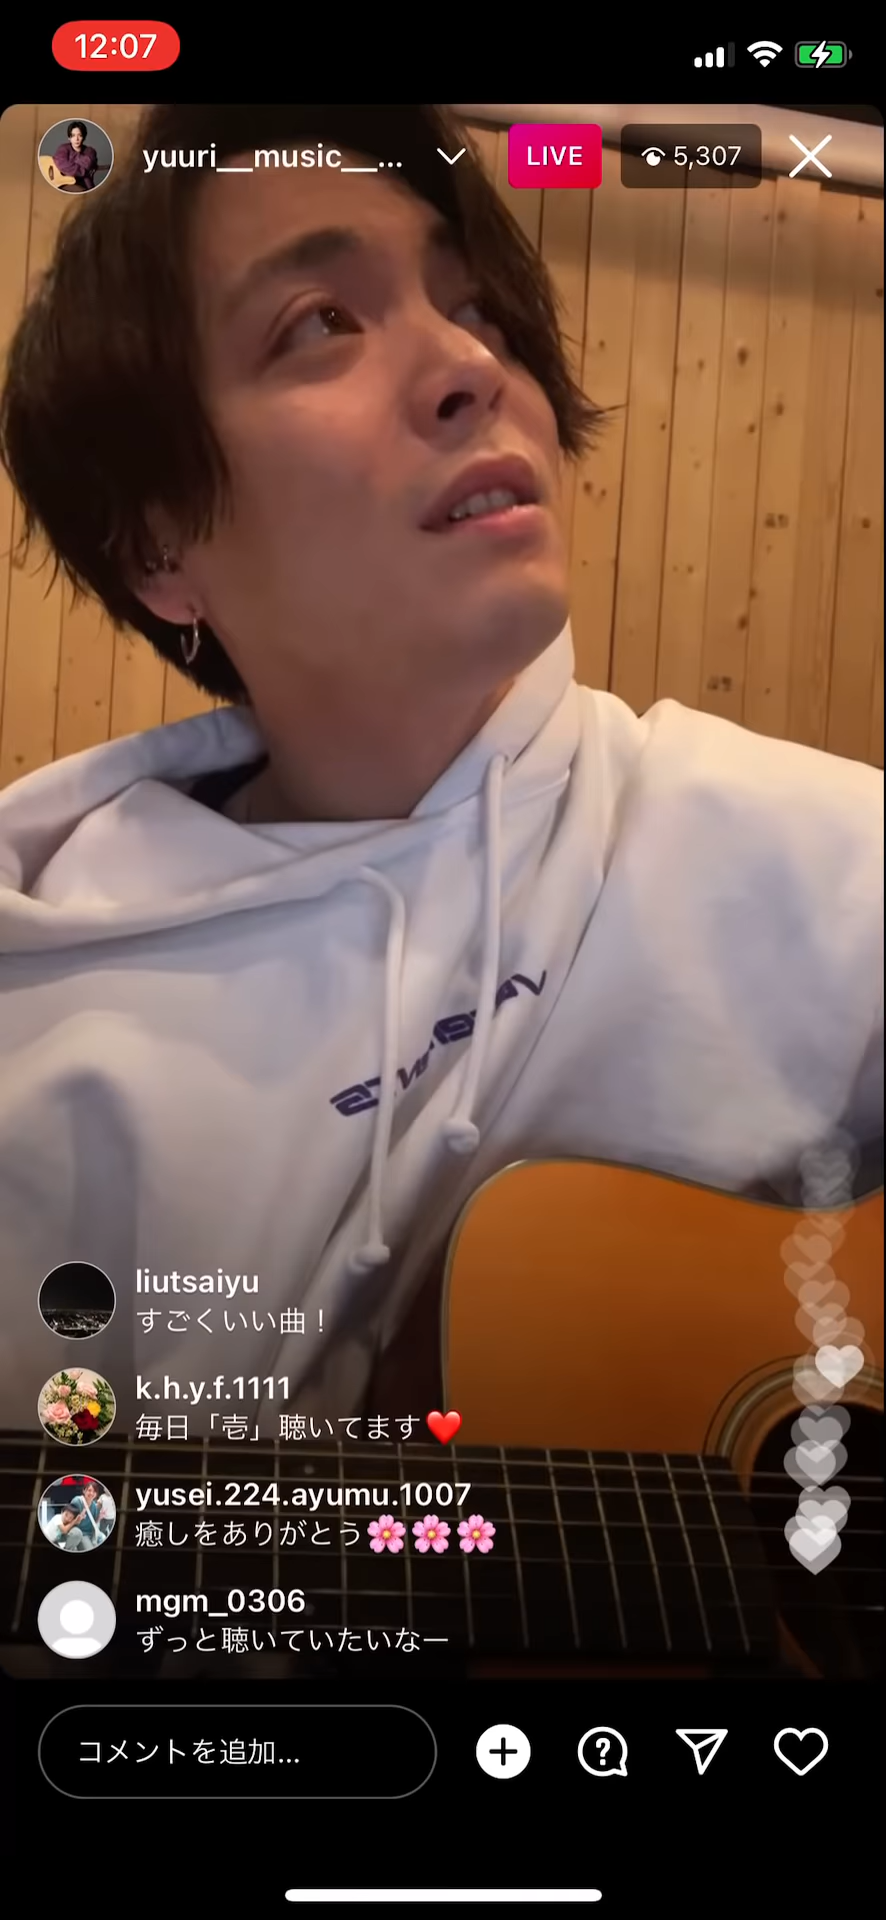 12:07
yuuri__music__...
LIVE
5,307
liutsaiyu
すごくいい曲！
k.h.y.f.1111
毎日「壱」聴いてます❤️
yusei.224.ayumu.1007
癒しをありがとう🌸🌸🌸
mgm_0306
ずっと聴いていたいなー
コメントを追加...